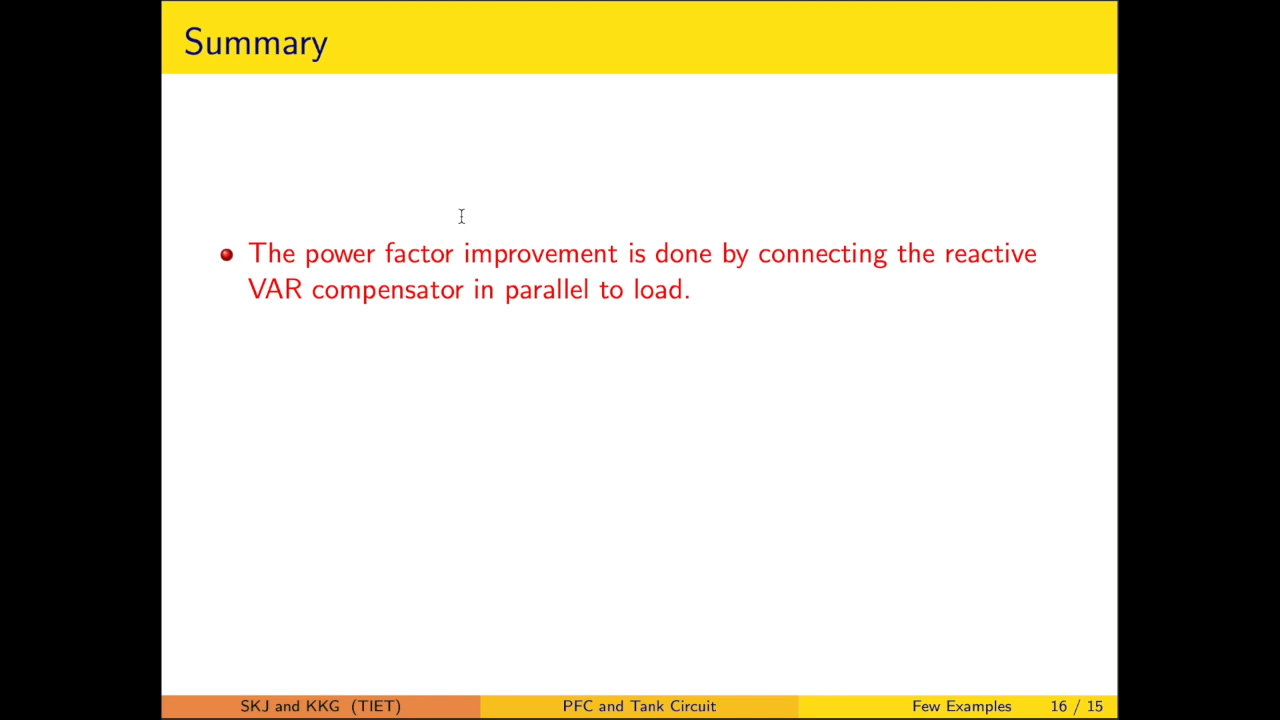 Summary
The power factor improvement is done by connecting the reactive
VAR compensator in parallel to load.
SKJ and KKG (TIET) PFC and Tank Circuit Few Examples 16 / 15